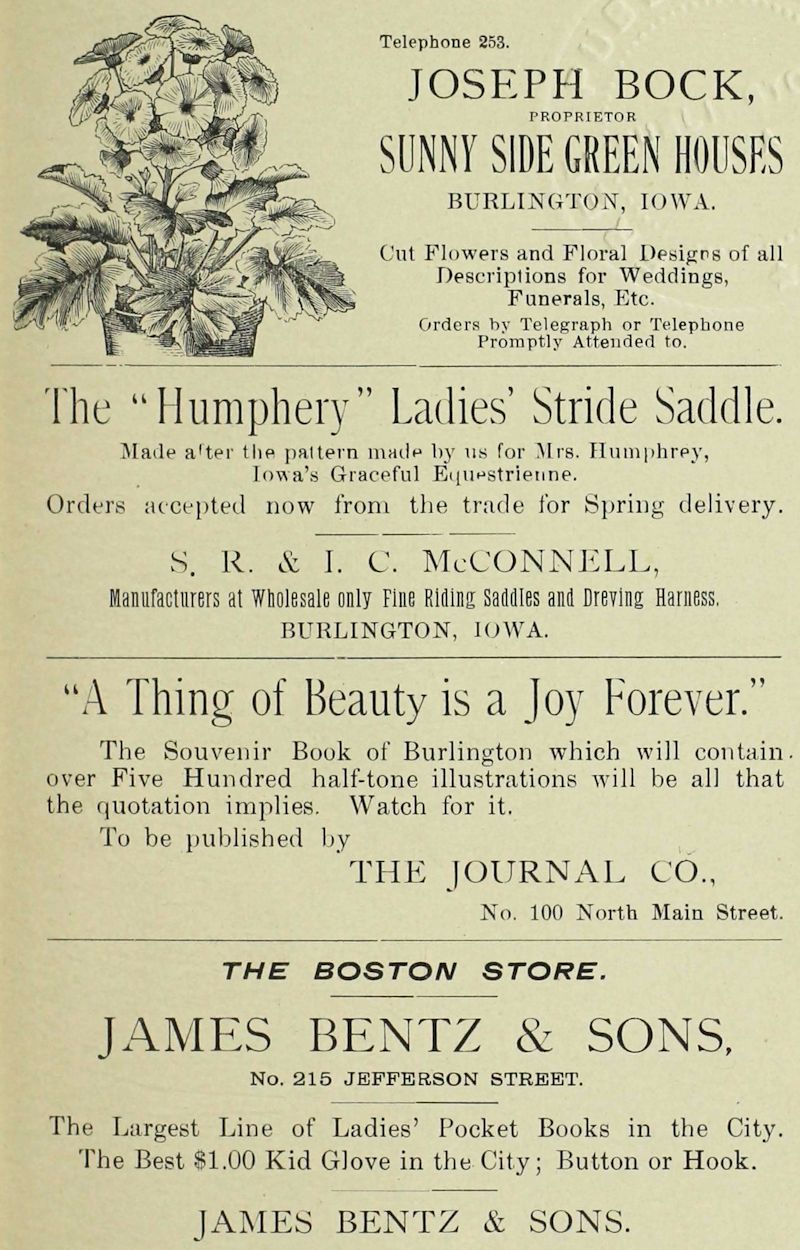 Telephone 253.
JOSEPH BOCK,
PROPRIETOR
SUNNY SIDE GREEN HOUSES
BURLINGTON, IOWA.
Cut Flowers and Floral Designs of all
Descriptions for Weddings,
Funerals, Etc.
Orders by Telegraph or Telephone
Promptly Attended to.
The "Humphery" Ladies' Stride Saddle.
Made after the pattern made by us for Mrs. Humphrey,
Iowa's Graceful Equestrienne.
Orders accepted now from the trade for Spring delivery.
S. R. & I. C. McCONNELL,
Manufacturers at Wholesale only Fine Riding Saddles and Dreving Harness.
BURLINGTON, IOWA.
"A Thing of Beauty is a Joy Forever."
The Souvenir Book of Burlington which will contain
over Five Hundred half-tone illustrations will be all that
the quotation implies. Watch for it.
To be published by
THE JOURNAL CO.,
No. 100 North Main Street.
THE BOSTON STORE.
JAMES BENTZ & SONS,
No. 215 JEFFERSON STREET.
The Largest Line of Ladies' Pocket Books in the City.
The Best $1.00 Kid Glove in the City; Button or Hook.
JAMES BENTZ & SONS.